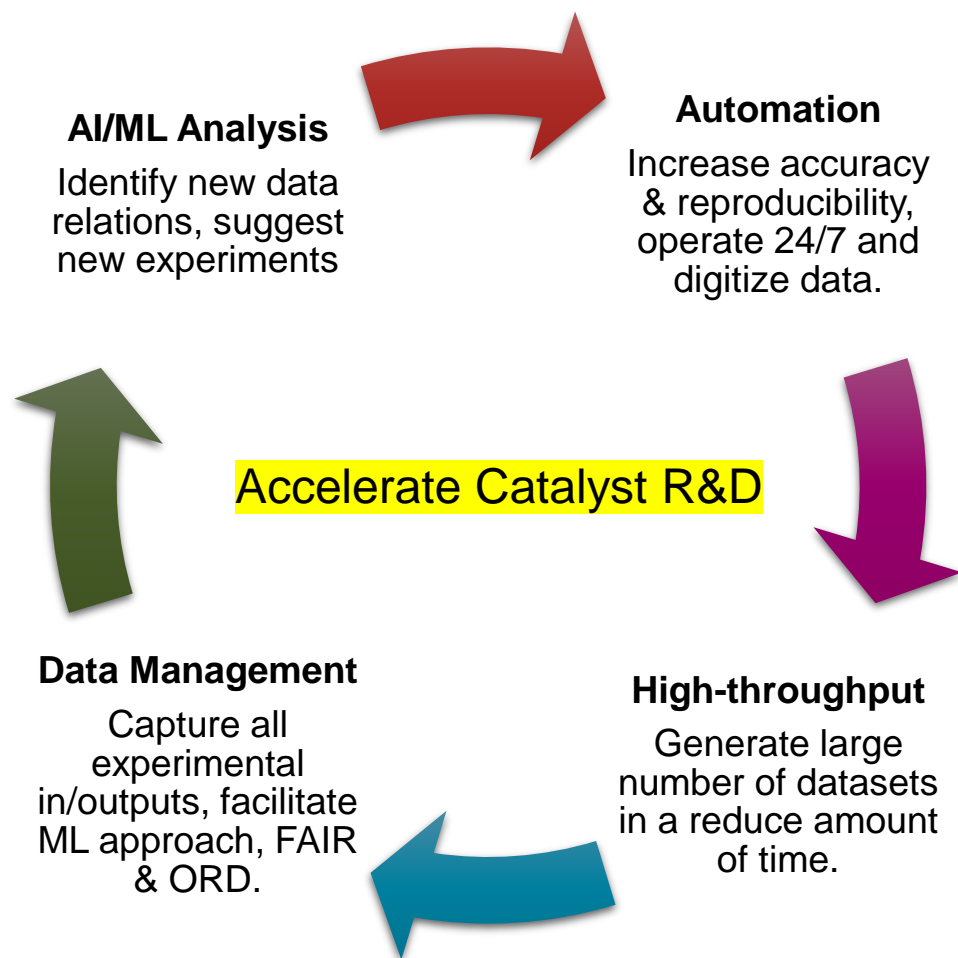 AI/ML Analysis
Identify new data
relations, suggest
new experiments
Automation
Increase accuracy
& reproducibility,
operate 24/7 and
digitize data.
Accelerate Catalyst R&D
Data Management
Capture all
experimental
in/outputs, facilitate
ML approach, FAIR
& ORD.
High-throughput
Generate large
number of datasets
in a reduce amount
of time.